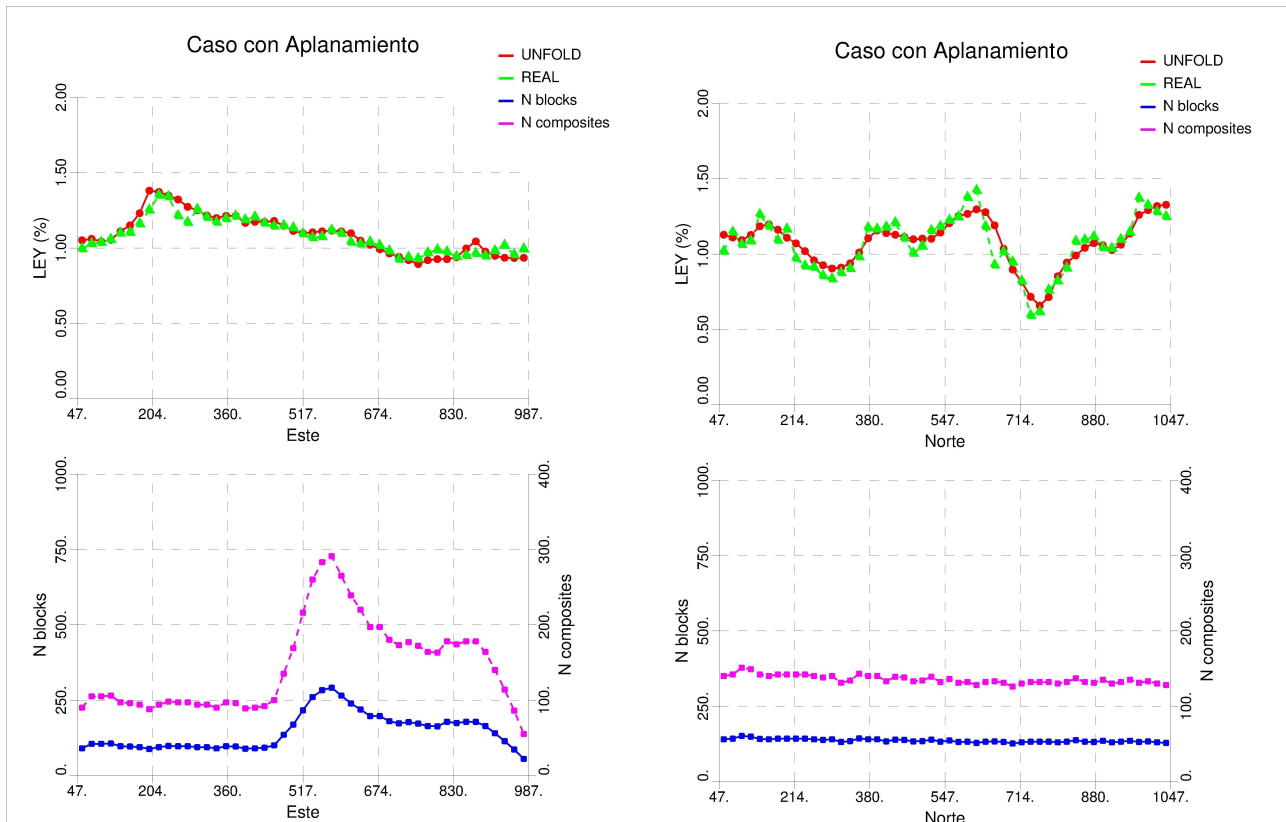 Caso con Aplanamiento
UNFOLD
REAL
N blocks
N composites
LEY (%)
2.00
1.50
1.00
0.50
0.00
47. 204. 360. 517. 674. 830. 987.
Este
Caso con Aplanamiento
UNFOLD
REAL
N blocks
N composites
LEY (%)
2.00
1.50
1.00
0.50
0.00
47. 214. 380. 547. 714. 880. 1047.
Norte
N blocks
1000.
750.
500.
250.
0.
N composites
400.
300.
200.
100.
0.
47. 204. 360. 517. 674. 830. 987.
Este
N blocks
1000.
750.
500.
250.
0.
N composites
400.
300.
200.
100.
0.
47. 214. 380. 547. 714. 880. 1047.
Norte